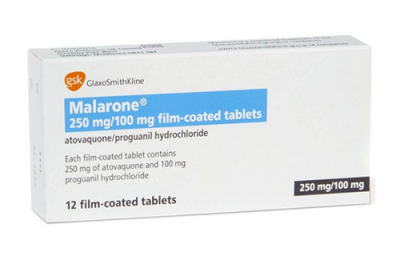 gsk GlaxoSmithKline
Malarone®
250 mg/100 mg film-coated tablets
atovaquone/proguanil hydrochloride
Each film-coated tablet contains
250 mg of atovaquone and 100 mg
proguanil hydrochloride
12 film-coated tablets
250 mg/100 mg